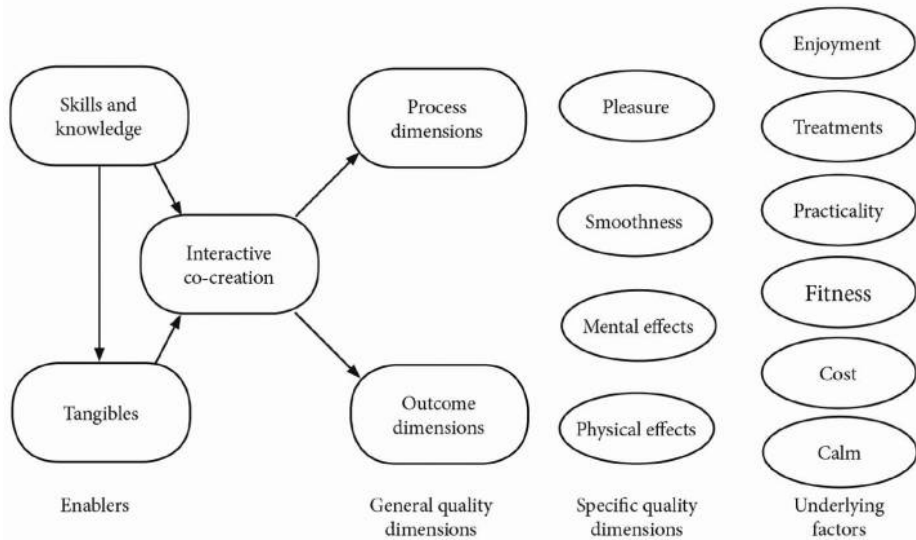 Skills and
knowledge
Tangibles
Enablers
Interactive
co-creation
Process
dimensions
Outcome
dimensions
General quality
dimensions
Pleasure
Smoothness
Mental effects
Physical effects
Specific quality
dimensions
Enjoyment
Treatments
Practicality
Fitness
Cost
Calm
Underlying
factors